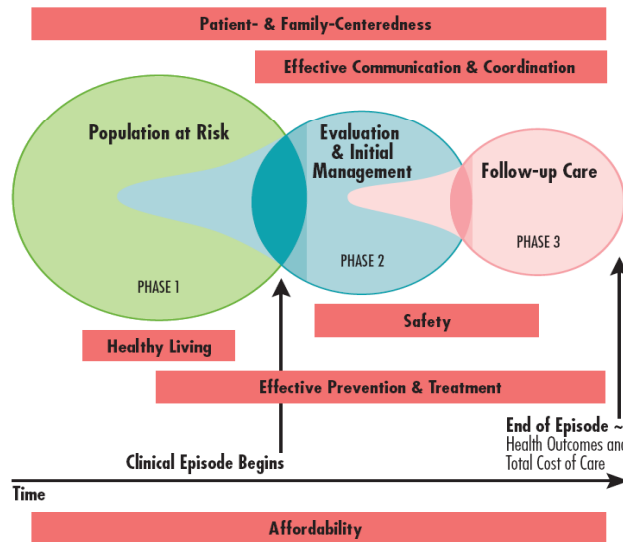 Patient- & Family-Centeredness
Effective Communication & Coordination
Population at Risk
Evaluation
& Initial
Management
Follow-up Care
PHASE 1
PHASE 2
PHASE 3
Safety
Healthy Living
Effective Prevention & Treatment
Clinical Episode Begins
End of Episode ~
Health Outcomes and
Total Cost of Care
Time
Affordability